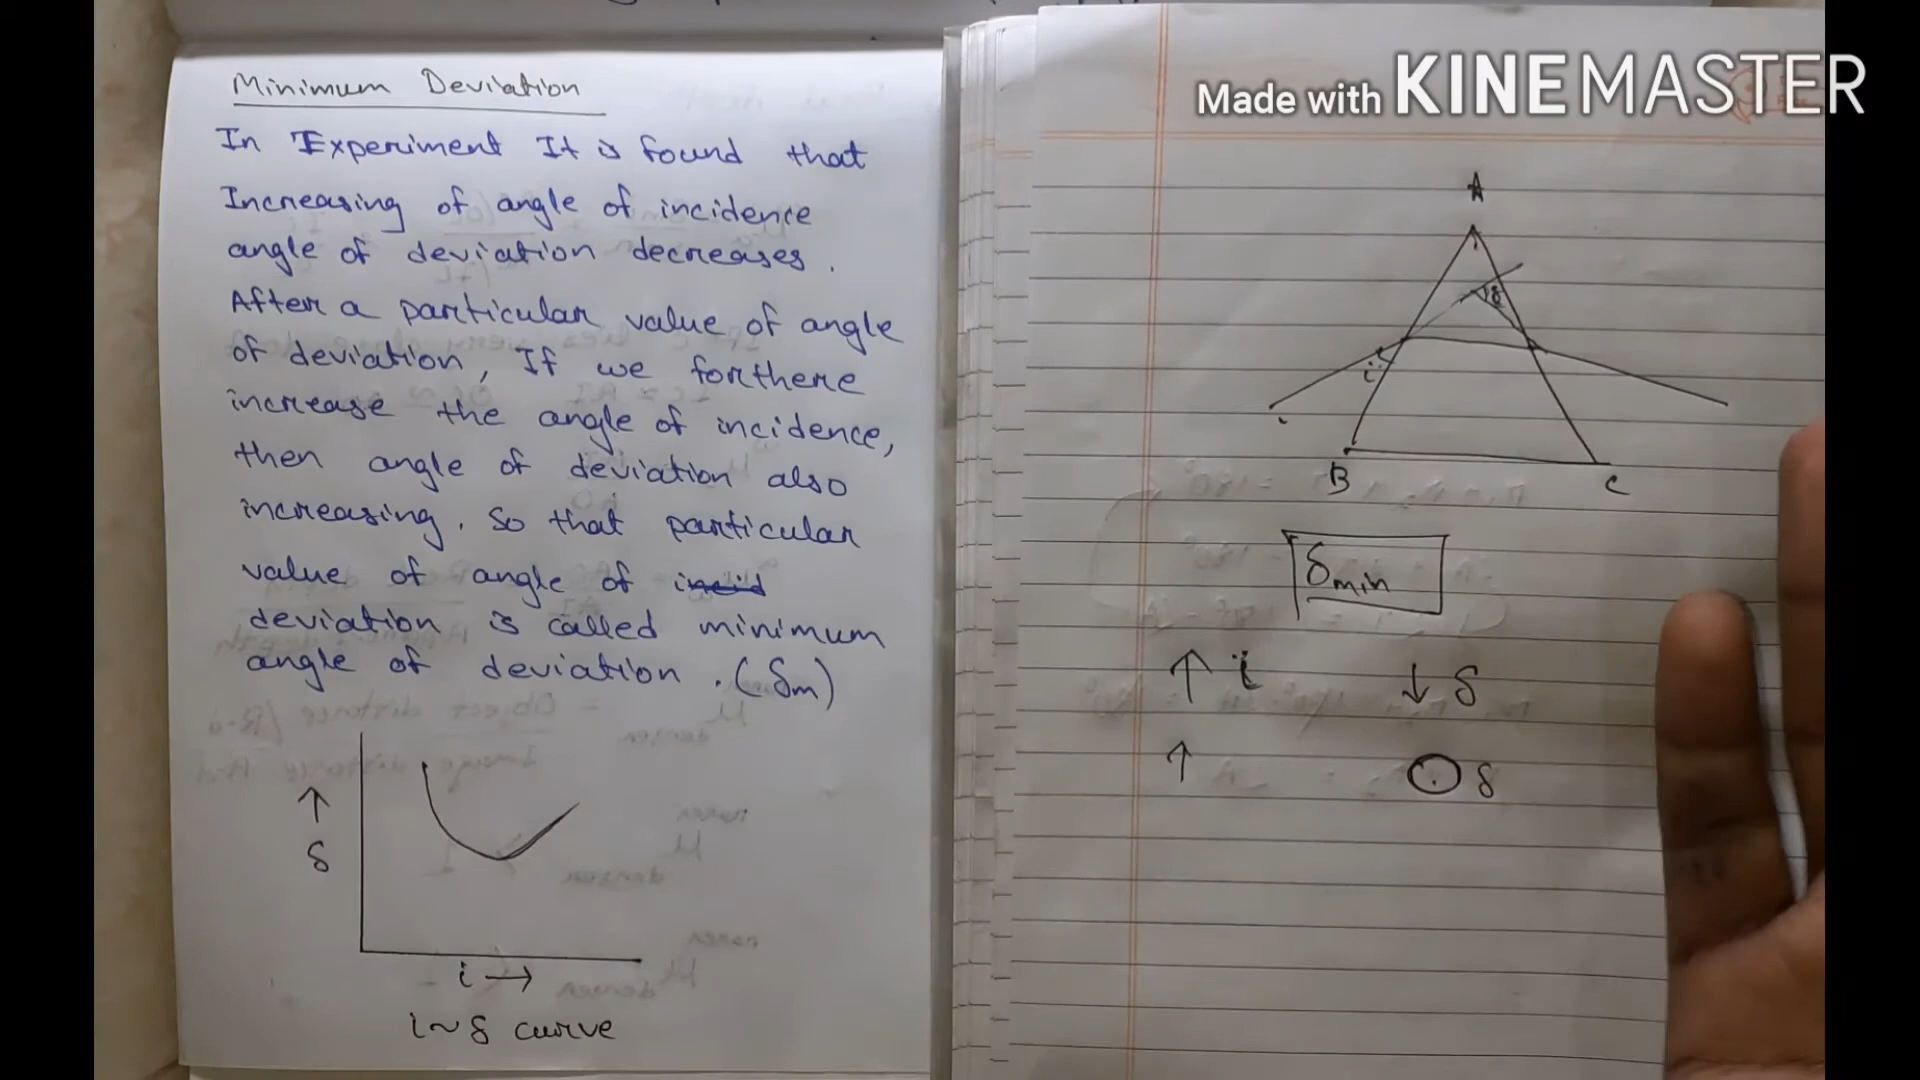 Minimum Deviation
In Experiment It is found that
Increasing of angle of incidence
angle of deviation decreases.
After a particular value of angle
of deviation, If we forthere
increase the angle of incidence,
then angle of deviation also
increasing. So that particular
value of angle of incid
deviation is called minimum
angle of deviation. (δm)
↑
δ
i →
i ~ δ curve
Made with KINEMASTER
A
δ
i
B C
δmin
↑ i ↓ δ
↑ δ